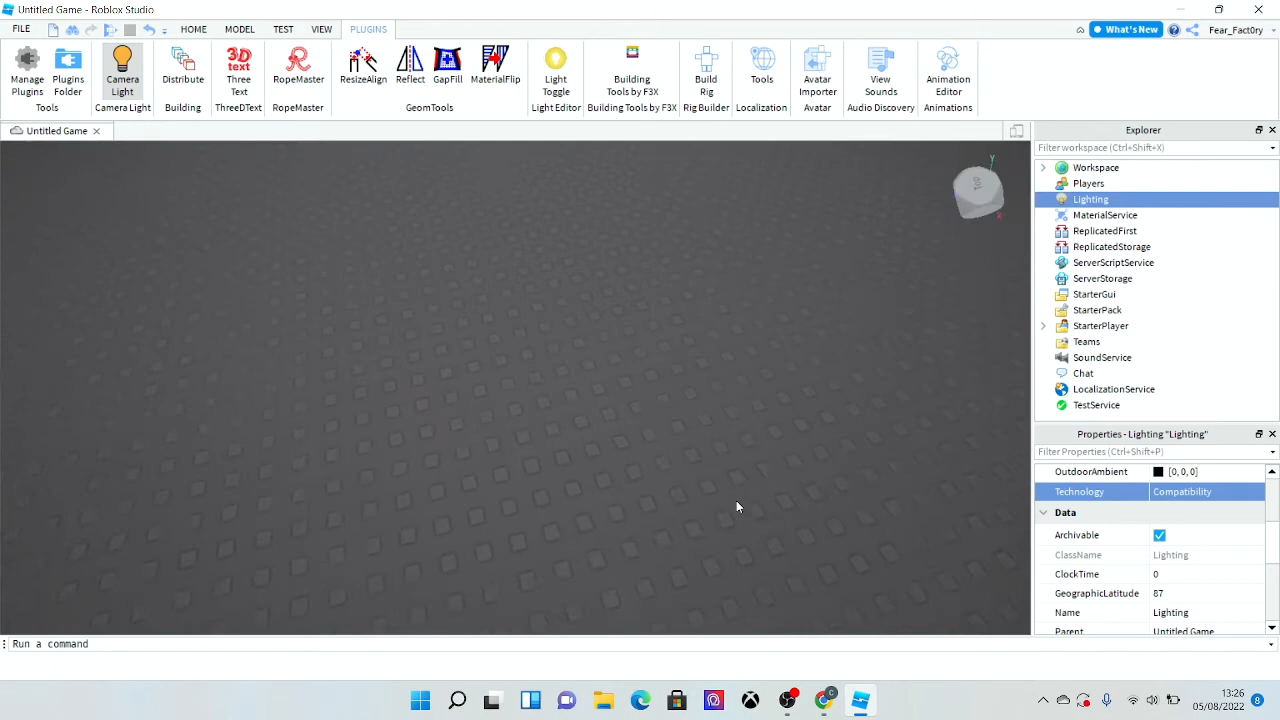 Untitled Game - Roblox Studio
FILE HOME MODEL TEST VIEW PLUGINS What's New Fear_Fact0ry
Manage Plugins
Plugins Folder
Camera Light
Distribute
3D text Three Text
RopeMaster
ResizeAlign
Reflect
GapFill
MaterialFlip
Light Toggle
Building Tools by F3X
Build Rig
Tools
Avatar Importer
View Sounds
Animation Editor
Tools Camera Light Building ThreeDText RopeMaster GeomTools Light Editor Building Tools by F3X Rig Builder Localization Avatar Audio Discovery Animations
Untitled Game
TOP
Y
X
Explorer
Filter workspace (Ctrl+Shift+X)
Workspace
Players
Lighting
MaterialService
ReplicatedFirst
ReplicatedStorage
ServerScriptService
ServerStorage
StarterGui
StarterPack
StarterPlayer
Teams
SoundService
Chat
LocalizationService
TestService
Properties - Lighting "Lighting"
Filter Properties (Ctrl+Shift+P)
OutdoorAmbient [0, 0, 0]
Technology Compatibility
Data
Archivable
ClassName Lighting
ClockTime 0
GeographicLatitude 87
Name Lighting
Parent Untitled Game
Run a command
13:26
05/08/2022
8